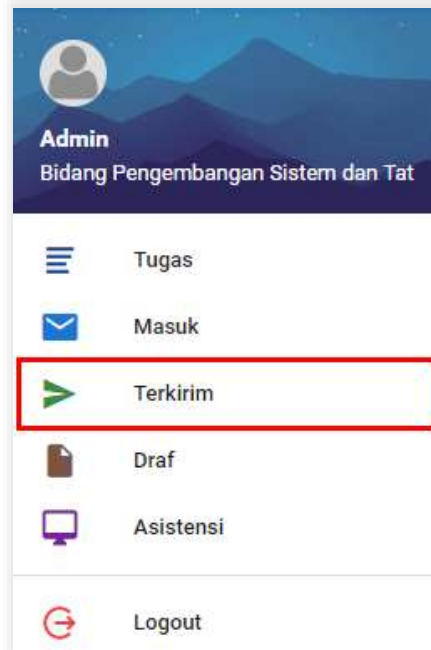 Admin
Bidang Pengembangan Sistem dan Tat
Tugas
Masuk
Terkirim
Draf
Asistensi
Logout